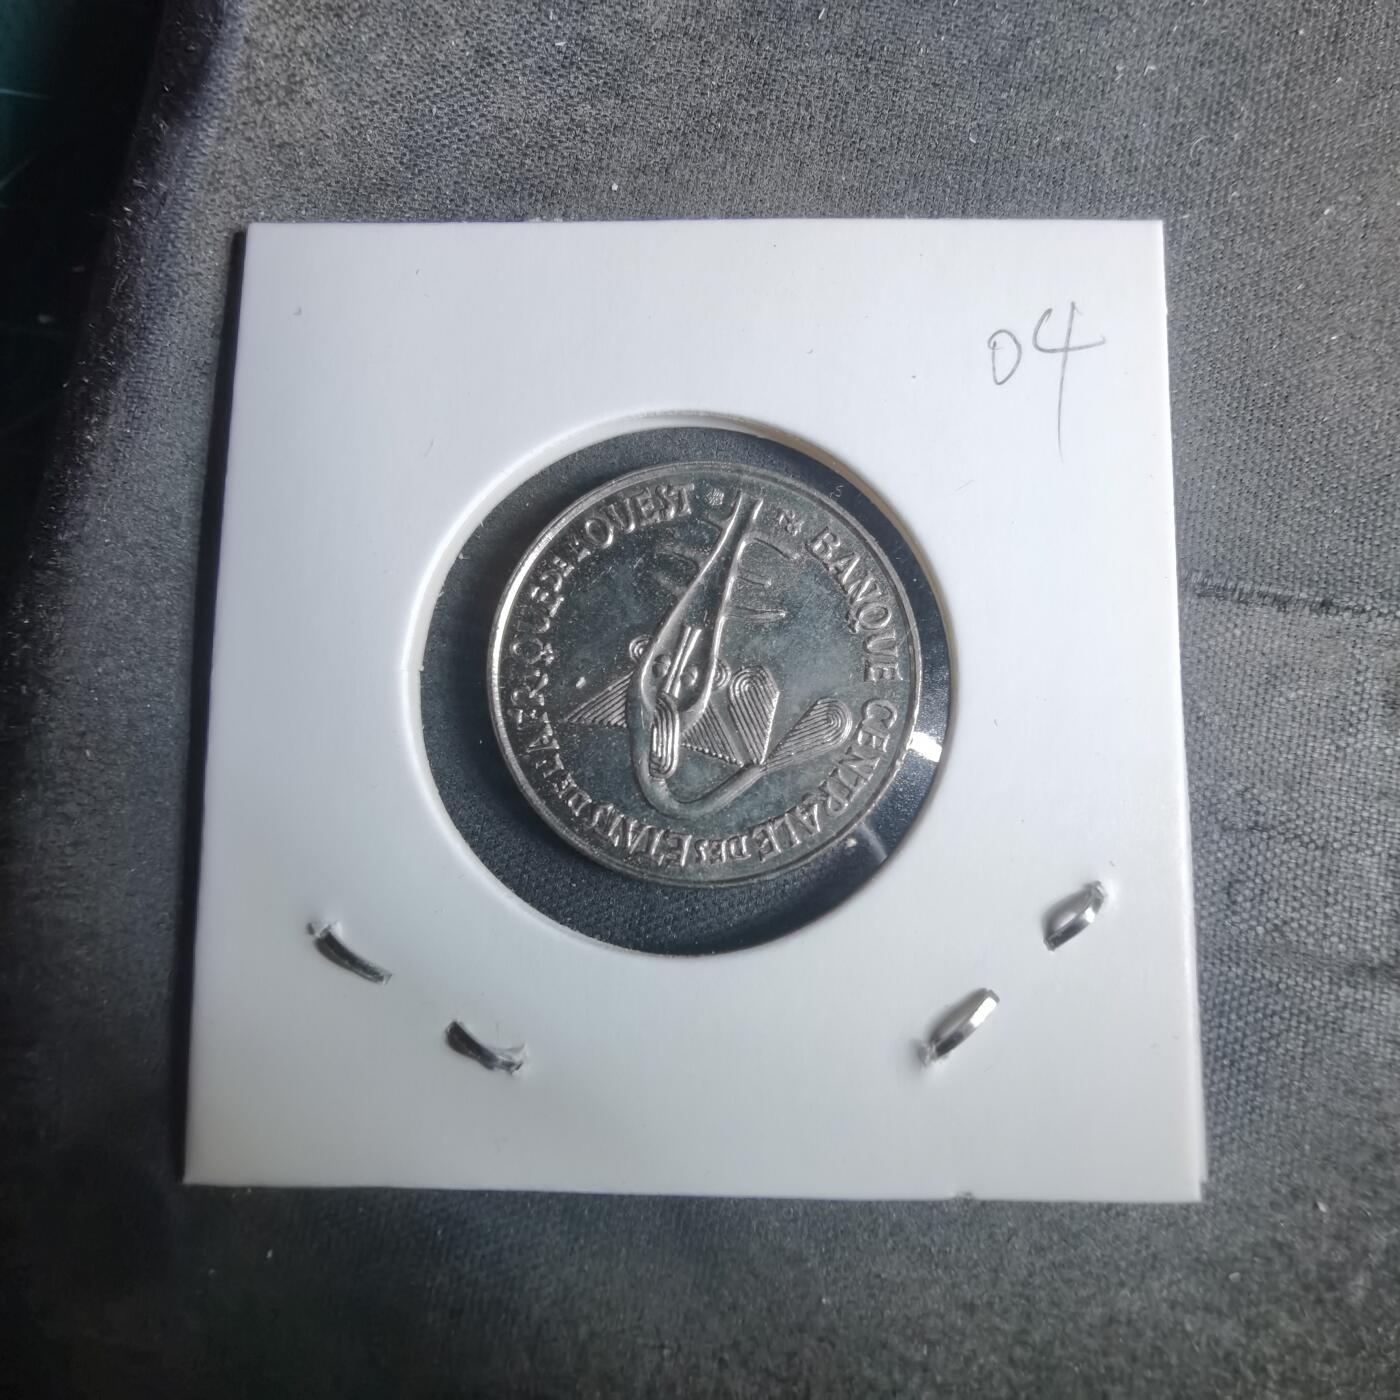 04
BANQUE CENTRALE DES ETATS DE L'AFRIQUE DE L'OUEST